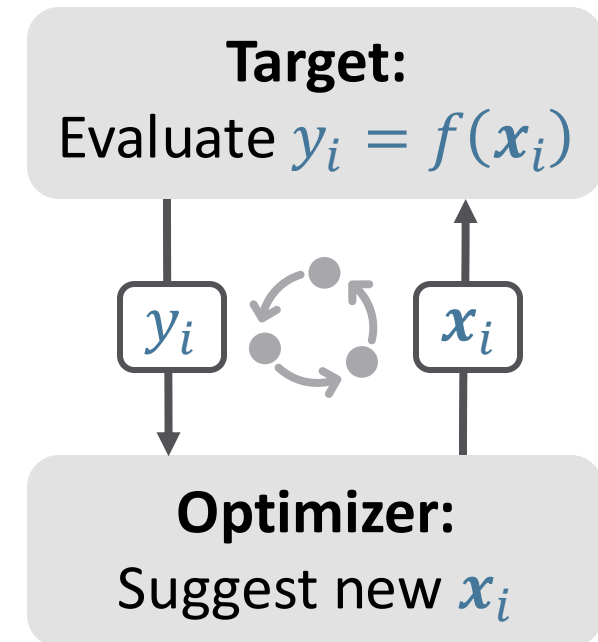 Target:
Evaluate yᵢ = f(𝒙ᵢ)
yᵢ
𝒙ᵢ
Optimizer:
Suggest new 𝒙ᵢ